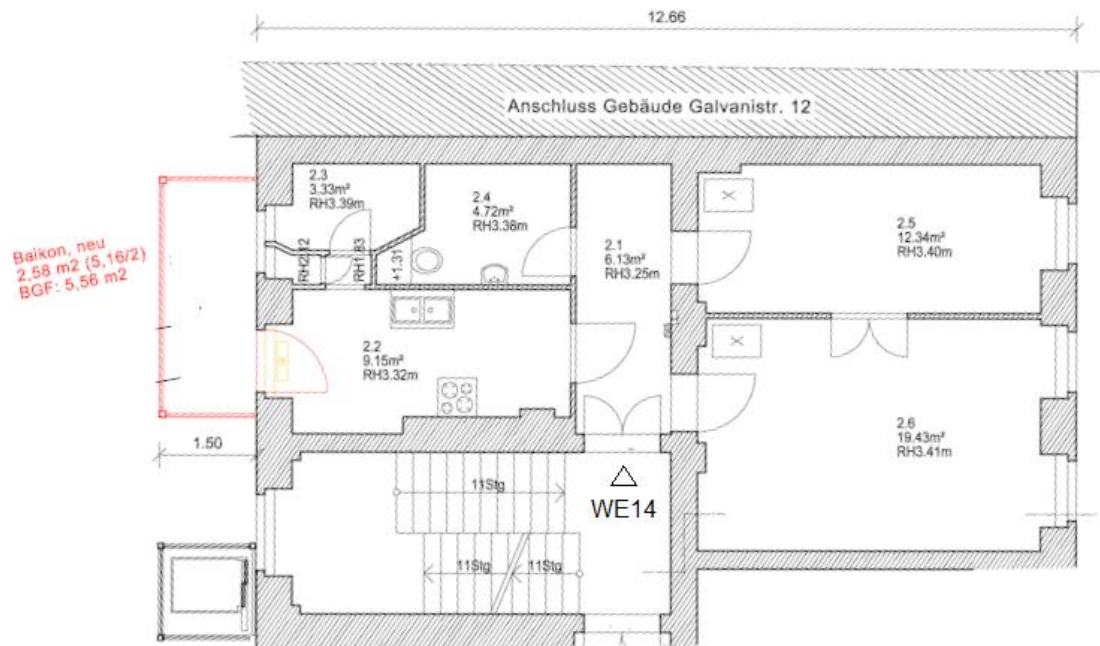 12.66
Anschluss Gebäude Galvanistr. 12
Balkon, neu
2,58 m2 (5,16/2)
BGF: 5,56 m2
2.3
3.33m²
RH3.39m
2.4
4.72m²
RH3.38m
2.1
6.13m²
RH3.25m
2.5
12.34m²
RH3.40m
RH2.12
RH1.83
+1.31
2.2
9.15m²
RH3.32m
2.6
19.43m²
RH3.41m
1.50
11Stg
WE14
11Stg
11Stg